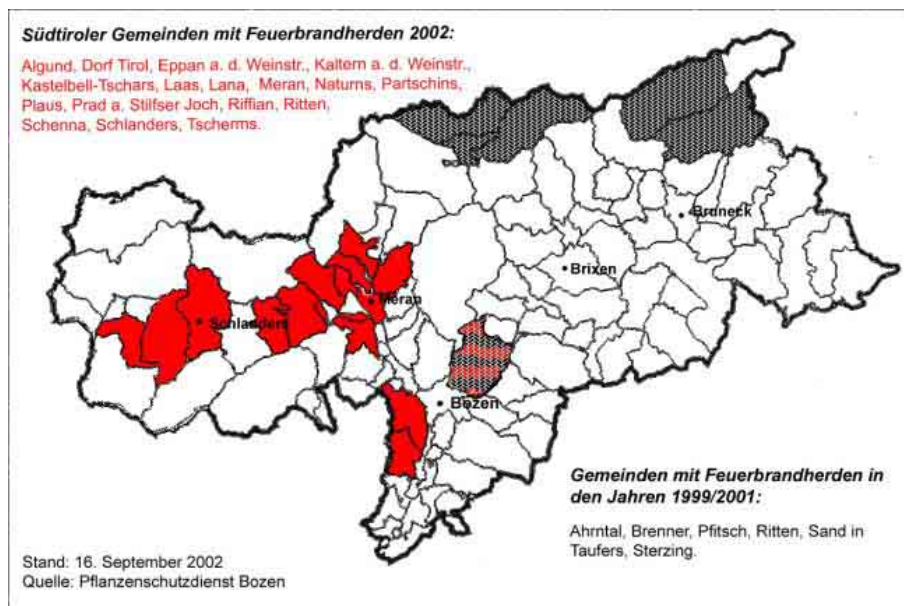 Südtiroler Gemeinden mit Feuerbrandherden 2002:
Algund, Dorf Tirol, Eppan a. d. Weinstr., Kaltern a. d. Weinstr.,
Kastelbell-Tschars, Laas, Lana, Meran, Naturns, Partschins,
Plaus, Prad a. Stilfser Joch, Riffian, Ritten,
Schenna, Schlanders, Tscherms.
Bruneck
Brixen
Meran
Schlanders
Bozen
Gemeinden mit Feuerbrandherden in
den Jahren 1999/2001:
Ahrntal, Brenner, Pfitsch, Ritten, Sand in
Taufers, Sterzing.
Stand: 16. September 2002
Quelle: Pflanzenschutzdienst Bozen